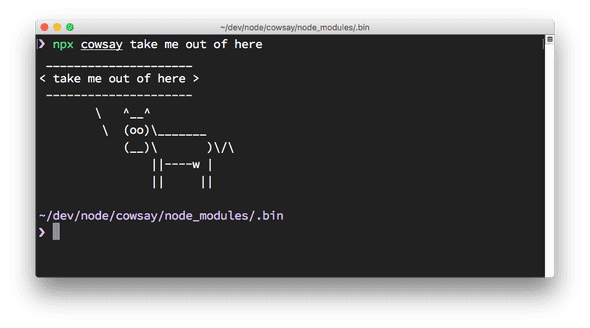 ~/dev/node/cowsay/node_modules/.bin
❯ npx cowsay take me out of here
 _____________________
< take me out of here >
 ---------------------
        \   ^__^
         \  (oo)\_______
            (__)\       )\/\
                ||----w |
                ||     ||
~/dev/node/cowsay/node_modules/.bin
❯